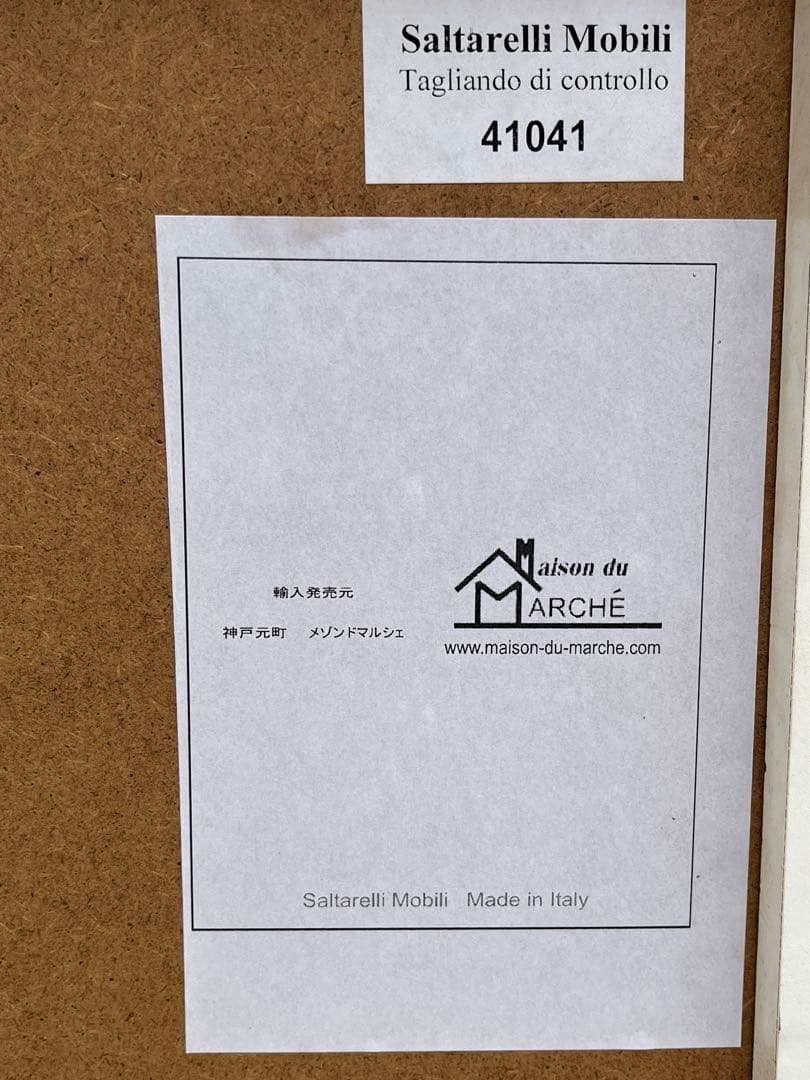 Saltarelli Mobili
Tagliando di controllo
41041
輸入発売元
神戸元町 メゾンドマルシェ
Maison du
MARCHÉ
www.maison-du-marche.com
Saltarelli Mobili Made in Italy